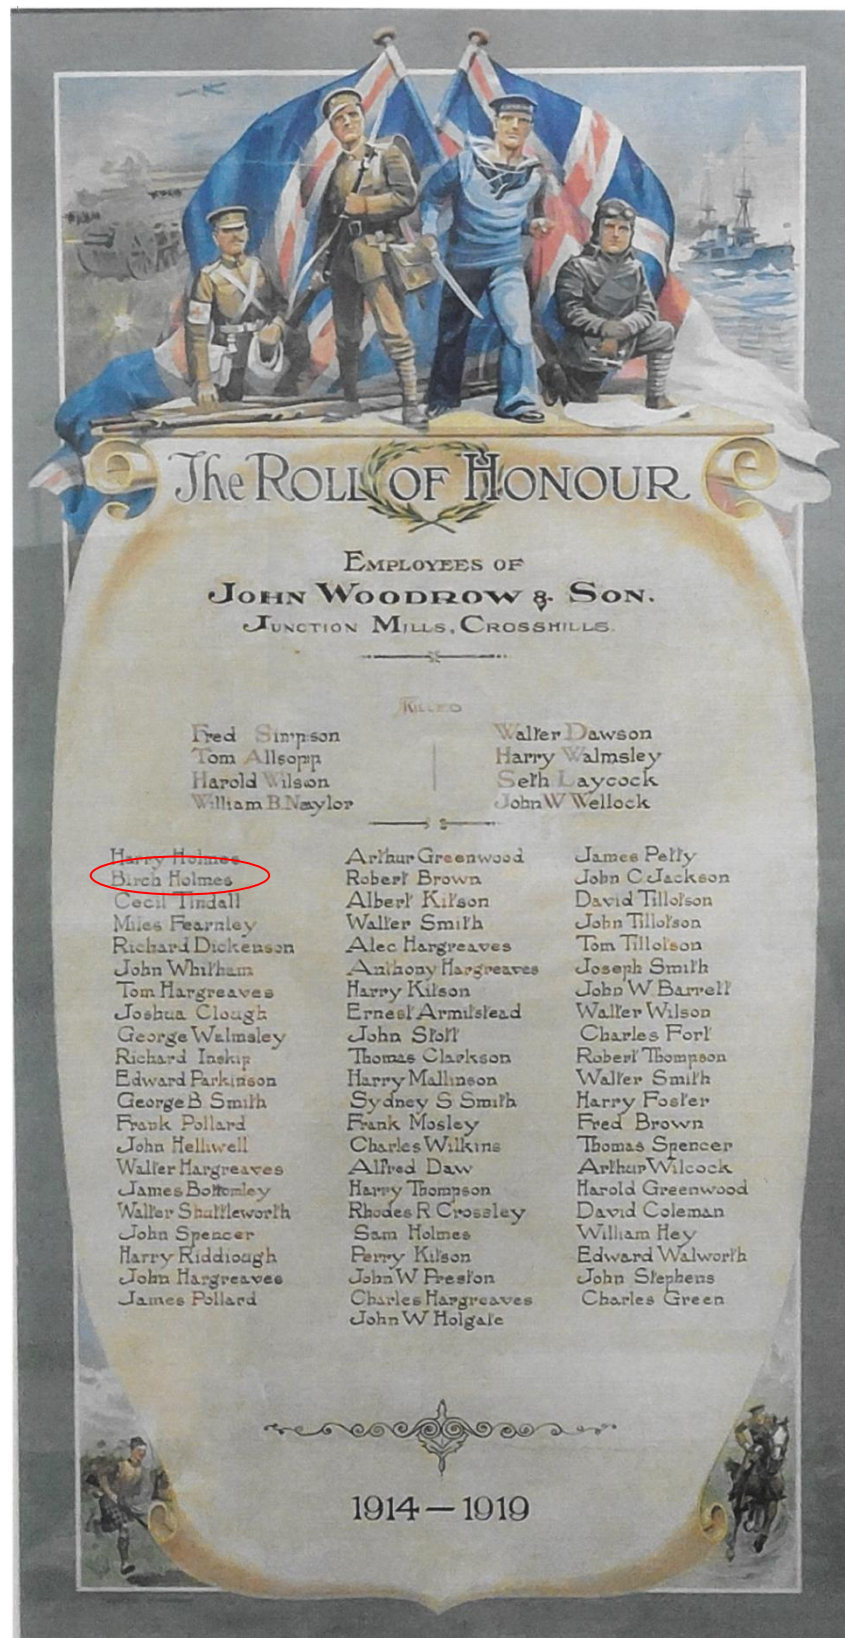 The ROLL OF HONOUR
EMPLOYEES OF
JOHN WOODROW & SON.
JUNCTION MILLS, CROSSHILLS.
KILLED
Fred Simpson
Tom Allsopp
Harold Wilson
William B. Naylor
Walter Dawson
Harry Walmsley
Seth Laycock
John W Wellock
Harry Holmes
Birch Holmes
Cecil Tindall
Miles Fearnley
Richard Dickenson
John Whitham
Tom Hargreaves
Joshua Clough
George Walmsley
Richard Inskip
Edward Parkinson
George B. Smith
Frank Pollard
John Helliwell
Walter Hargreaves
James Bottomley
Walter Shuttleworth
John Spencer
Harry Riddiough
John Hargreaves
James Pollard
Arthur Greenwood
Robert Brown
Albert Kitson
Walter Smith
Alec Hargreaves
Anthony Hargreaves
Harry Kitson
Ernest Armitstead
John Stott
Thomas Clarkson
Harry Mallinson
Sydney S Smith
Frank Mosley
Charles Wilkins
Alfred Daw
Harry Thompson
Rhodes R Crossley
Sam Holmes
Perry Kitson
John W Preston
Charles Hargreaves
John W Holgate
James Petty
John C Jackson
David Tillotson
John Tillotson
Tom Tillotson
Joseph Smith
John W. Barrett
Walter Wilson
Charles Fort
Robert Thompson
Walter Smith
Harry Foster
Fred Brown
Thomas Spencer
Arthur Wilcock
Harold Greenwood
David Coleman
William Hey
Edward Walworth
John Stephens
Charles Green
1914 — 1919